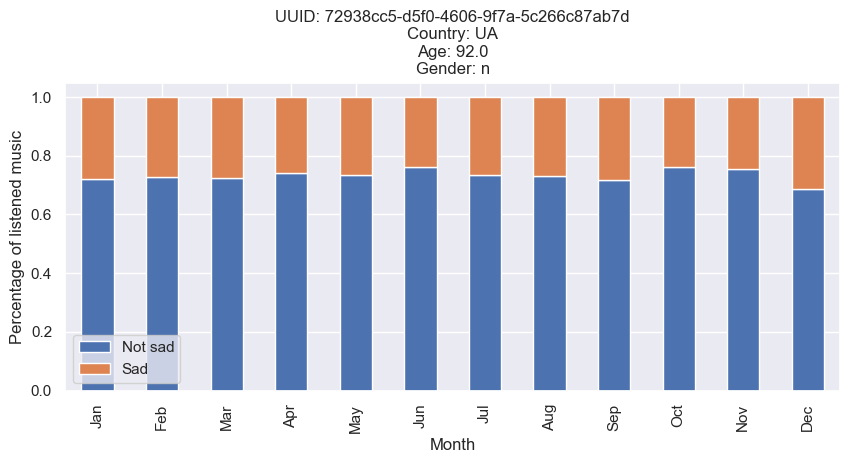 UUID: 72938cc5-d5f0-4606-9f7a-5c266c87ab7d
Country: UA
Age: 92.0
Gender: n
Percentage of listened music
1.0
0.8
0.6
0.4
0.2
0.0
Not sad
Sad
Jan
Feb
Mar
Apr
May
Jun
Jul
Aug
Sep
Oct
Nov
Dec
Month